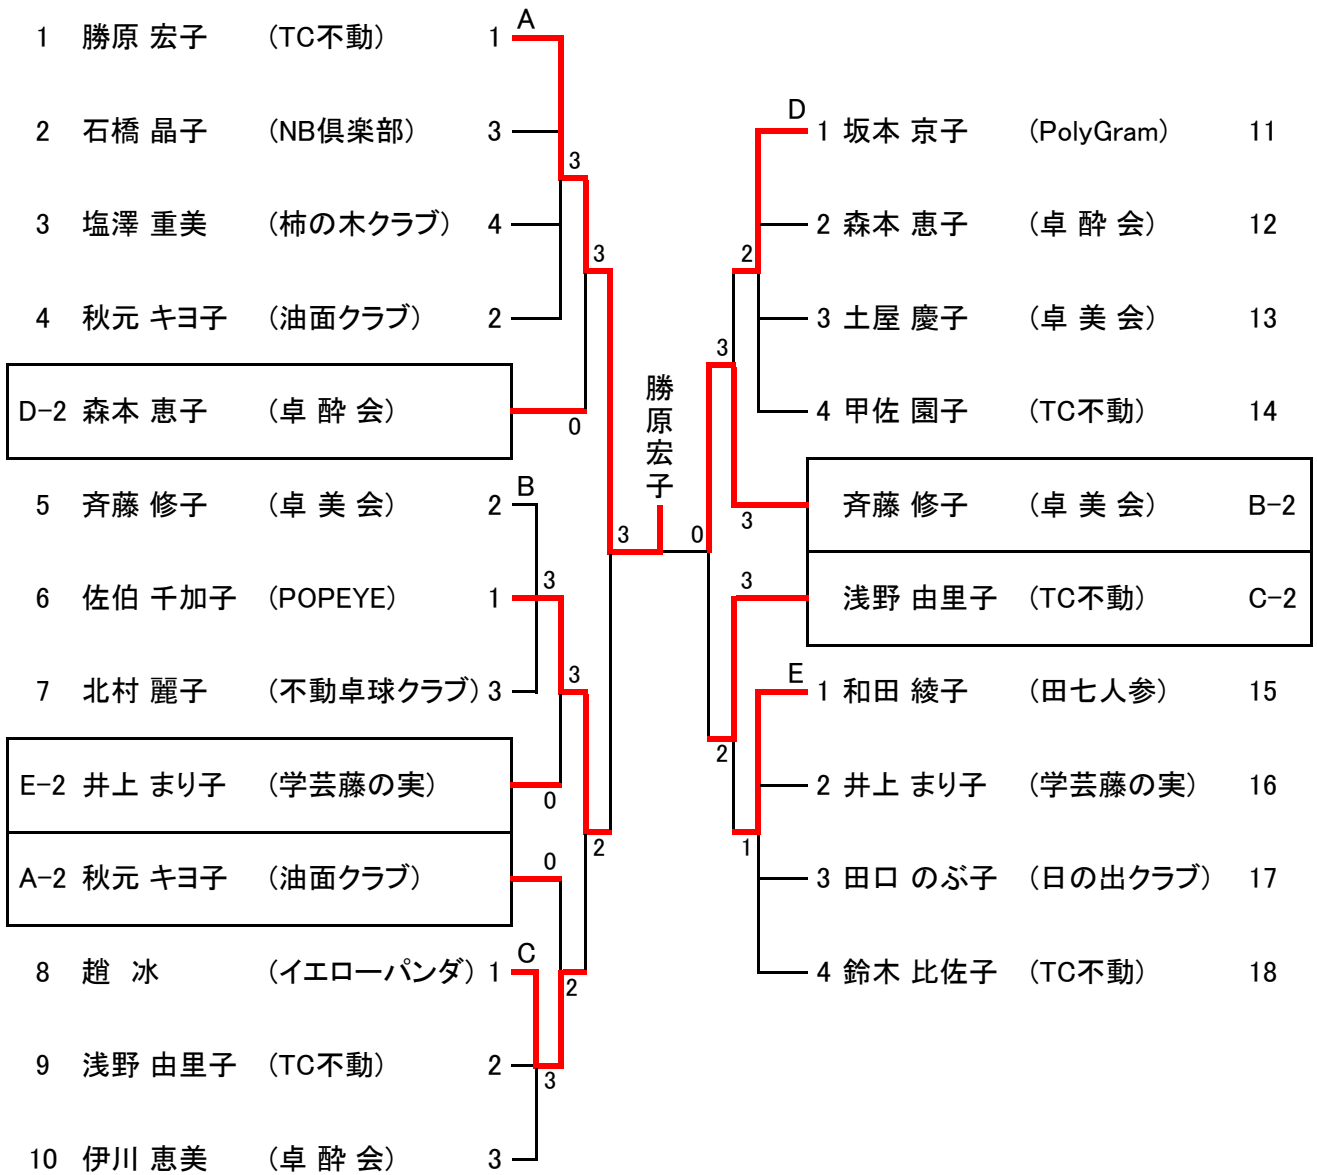 A
1 勝原 宏子 (TC不動) 1
2 石橋 晶子 (NB倶楽部) 3
3
3 塩澤 重美 (柿の木クラブ) 4
3
4 秋元 キヨ子 (油面クラブ) 2
D-2 森本 恵子 (卓 酔 会)
0
B
5 斉藤 修子 (卓 美 会) 2
3
3
6 佐伯 千加子 (POPEYE) 1
3
7 北村 麗子 (不動卓球クラブ) 3
E-2 井上 まり子 (学芸藤の実)
0
2
0
A-2 秋元 キヨ子 (油面クラブ)
C
8 趙 冰 (イエローパンダ) 1
2
9 浅野 由里子 (TC不動) 2
3
10 伊川 恵美 (卓 酔 会) 3
勝原宏子
D
1 坂本 京子 (PolyGram) 11
2 森本 恵子 (卓 酔 会) 12
2
3 土屋 慶子 (卓 美 会) 13
3
4 甲佐 園子 (TC不動) 14
斉藤 修子 (卓 美 会) B-2
3
0
3
浅野 由里子 (TC不動) C-2
E
1 和田 綾子 (田七人参) 15
2
2 井上 まり子 (学芸藤の実) 16
1
3 田口 のぶ子 (日の出クラブ) 17
4 鈴木 比佐子 (TC不動) 18